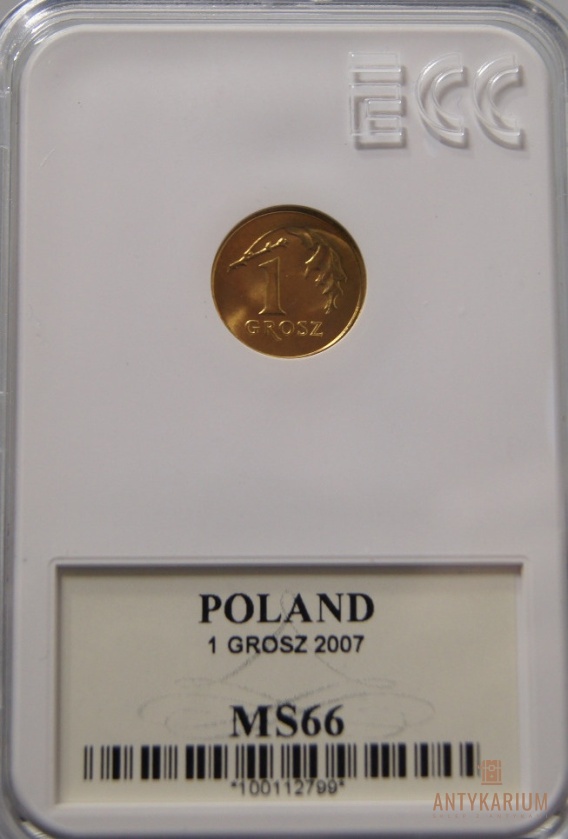 ECC
1
GROSZ
POLAND
1 GROSZ 2007
MS66
*100112799*
ANTYKARIUM